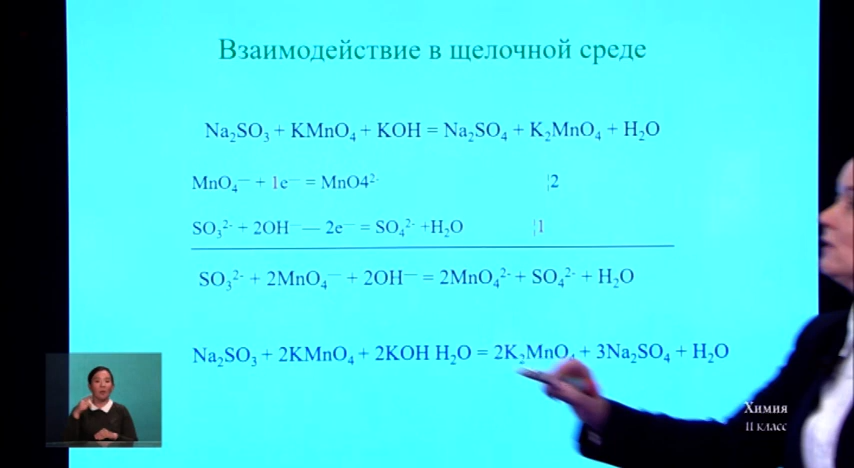 Взаимодействие в щелочной среде
Na₂SO₃ + KMnO₄ + KOH = Na₂SO₄ + K₂MnO₄ + H₂O
MnO₄⁻ + 1e⁻ = MnO4²⁻ ¦2
SO₃²⁻ + 2OH⁻ — 2e⁻ = SO₄²⁻ +H₂O ¦1
SO₃²⁻ + 2MnO₄⁻ + 2OH⁻ = 2MnO₄²⁻ + SO₄²⁻ + H₂O
Na₂SO₃ + 2KMnO₄ + 2KOH H₂O = 2K₂MnO₄ + 3Na₂SO₄ + H₂O
Химия
11 класс